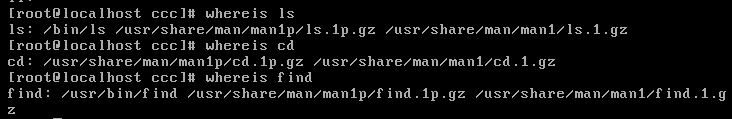 [root@localhost ccc]# whereis ls
ls: /bin/ls /usr/share/man/man1p/ls.1p.gz /usr/share/man/man1/ls.1.gz
[root@localhost ccc]# whereis cd
cd: /usr/share/man/man1p/cd.1p.gz /usr/share/man/man1/cd.1.gz
[root@localhost ccc]# whereis find
find: /usr/bin/find /usr/share/man/man1p/find.1p.gz /usr/share/man/man1/find.1.g
z